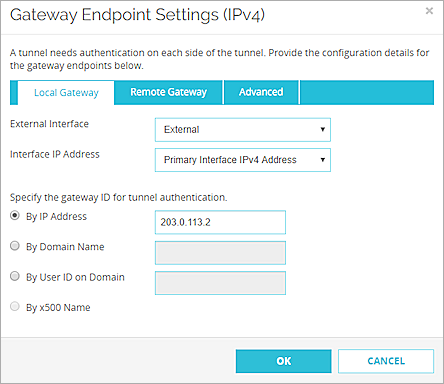 Gateway Endpoint Settings (IPv4)
×
A tunnel needs authentication on each side of the tunnel. Provide the configuration details for
the gateway endpoints below.
Local Gateway Remote Gateway Advanced
External Interface External
Interface IP Address Primary Interface IPv4 Address
Specify the gateway ID for tunnel authentication.
By IP Address 203.0.113.2
By Domain Name
By User ID on Domain
By x500 Name
OK CANCEL